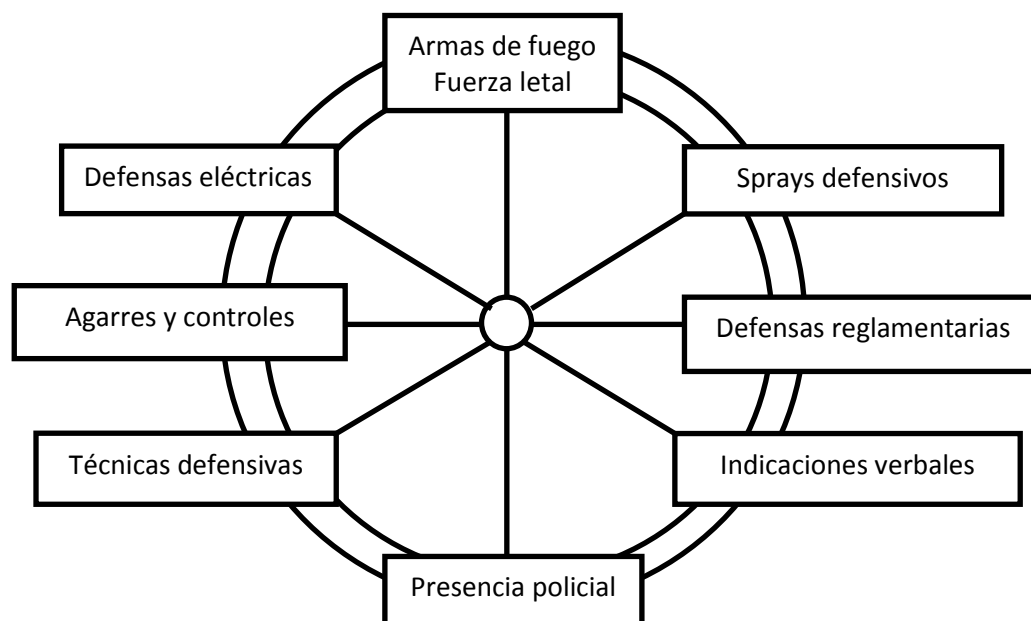 Armas de fuego
Fuerza letal
Defensas eléctricas
Sprays defensivos
Agarres y controles
Defensas reglamentarias
Técnicas defensivas
Indicaciones verbales
Presencia policial